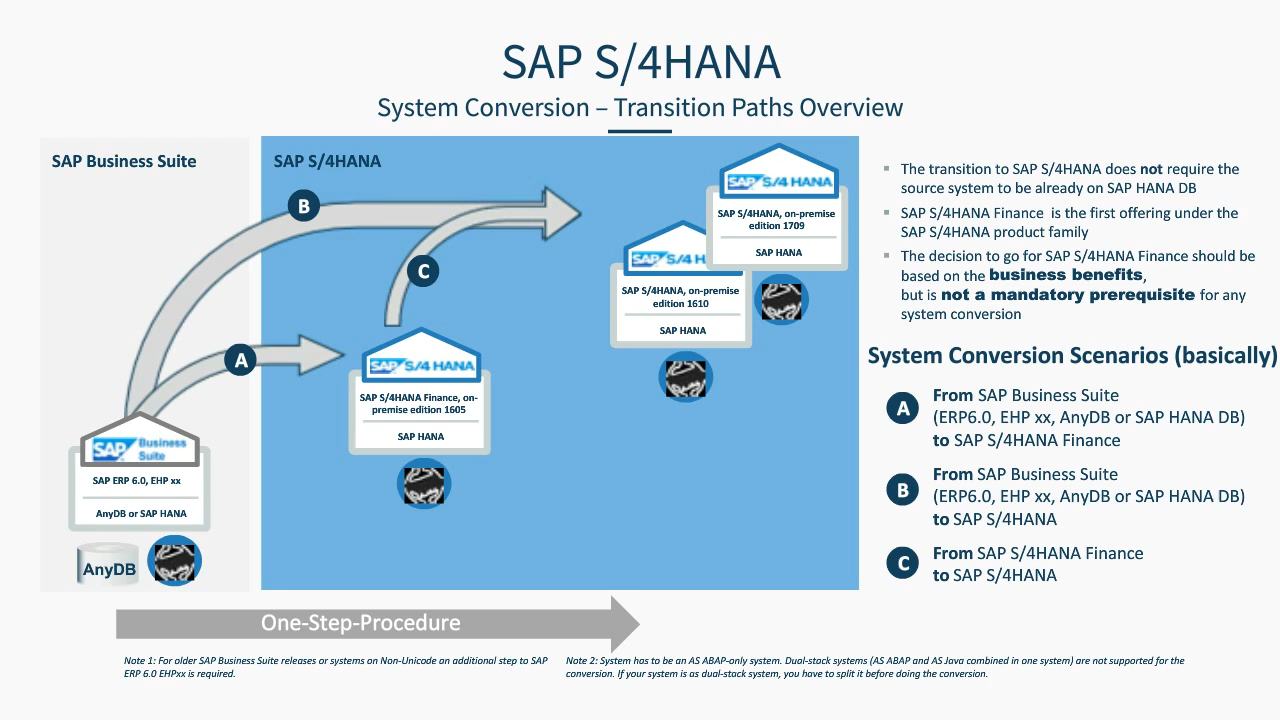 SAP S/4HANA
System Conversion – Transition Paths Overview
SAP Business Suite
SAP S/4HANA
B
C
A
SAP S/4 HANA
SAP S/4HANA, on-premise
edition 1709
SAP HANA
S/4 H
SAP S/4HANA, on-premise
edition 1610
SAP HANA
SAP S/4 HANA
SAP S/4HANA Finance, on-
premise edition 1605
SAP HANA
SAP Business
Suite
SAP ERP 6.0, EHP xx
AnyDB or SAP HANA
AnyDB
One-Step-Procedure
The transition to SAP S/4HANA does not require the
source system to be already on SAP HANA DB
SAP S/4HANA Finance is the first offering under the
SAP S/4HANA product family
The decision to go for SAP S/4HANA Finance should be
based on the business benefits,
but is not a mandatory prerequisite for any
system conversion
System Conversion Scenarios (basically)
A
From SAP Business Suite
(ERP6.0, EHP xx, AnyDB or SAP HANA DB)
to SAP S/4HANA Finance
B
From SAP Business Suite
(ERP6.0, EHP xx, AnyDB or SAP HANA DB)
to SAP S/4HANA
C
From SAP S/4HANA Finance
to SAP S/4HANA
Note 1: For older SAP Business Suite releases or systems on Non-Unicode an additional step to SAP
ERP 6.0 EHPxx is required.
Note 2: System has to be an AS ABAP-only system. Dual-stack systems (AS ABAP and AS Java combined in one system) are not supported for the
conversion. If your system is as dual-stack system, you have to split it before doing the conversion.